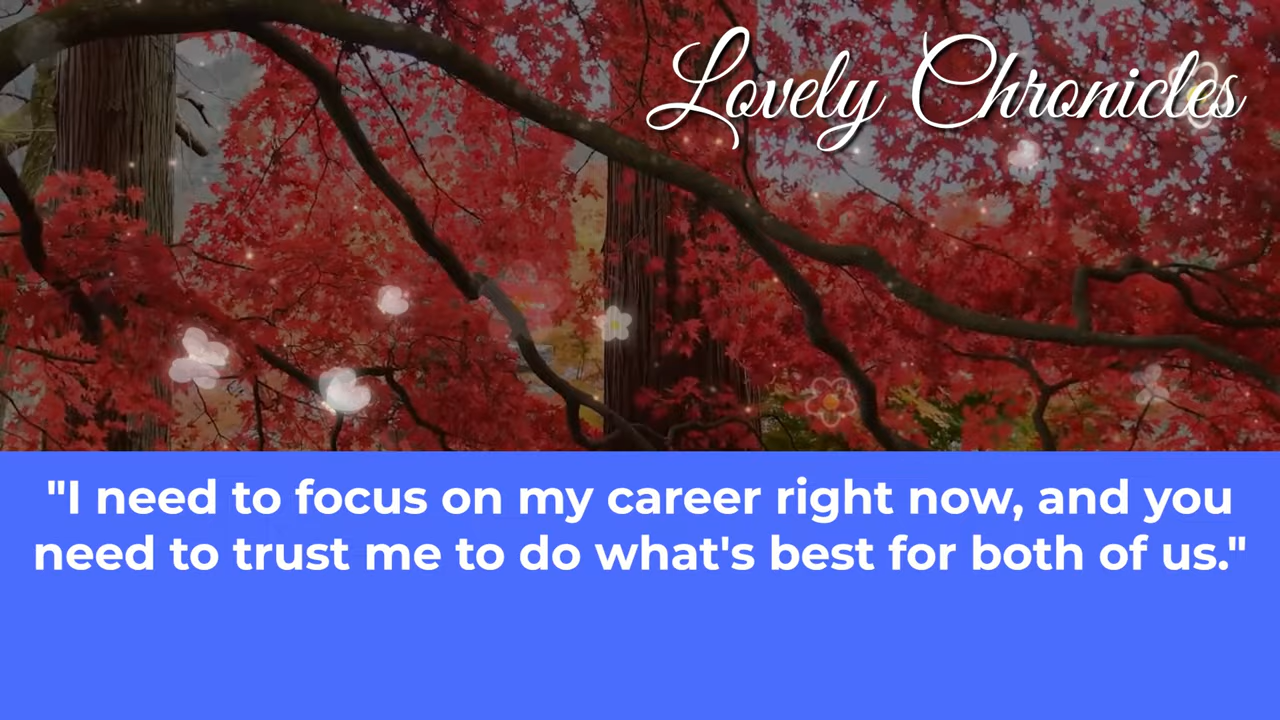 Lovely Chronicles
"I need to focus on my career right now, and you
need to trust me to do what's best for both of us."